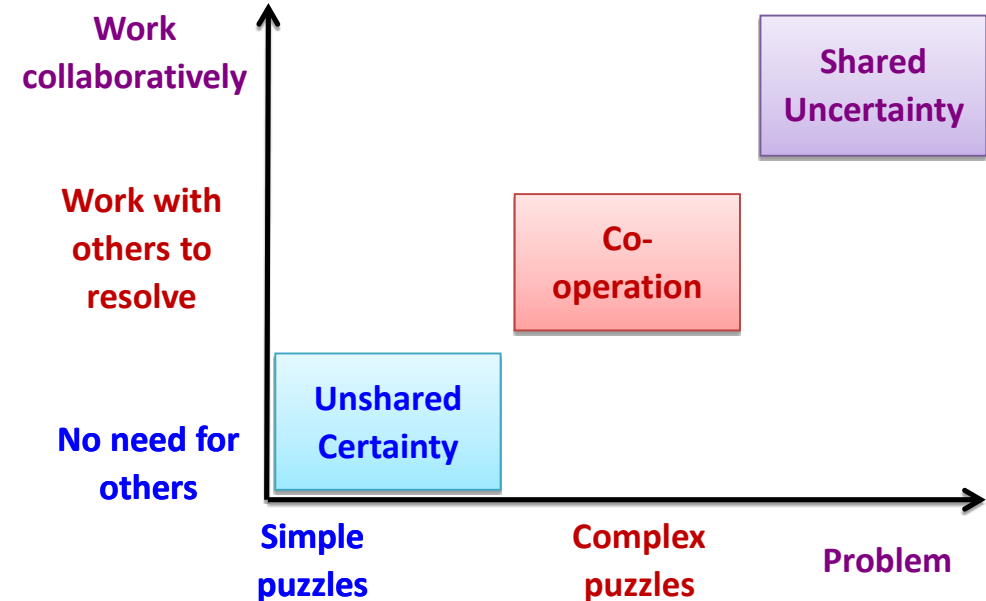 Work
collaboratively
Shared
Uncertainty
Work with
others to
resolve
Co-
operation
Unshared
Certainty
No need for
others
Simple
puzzles
Complex
puzzles
Problem